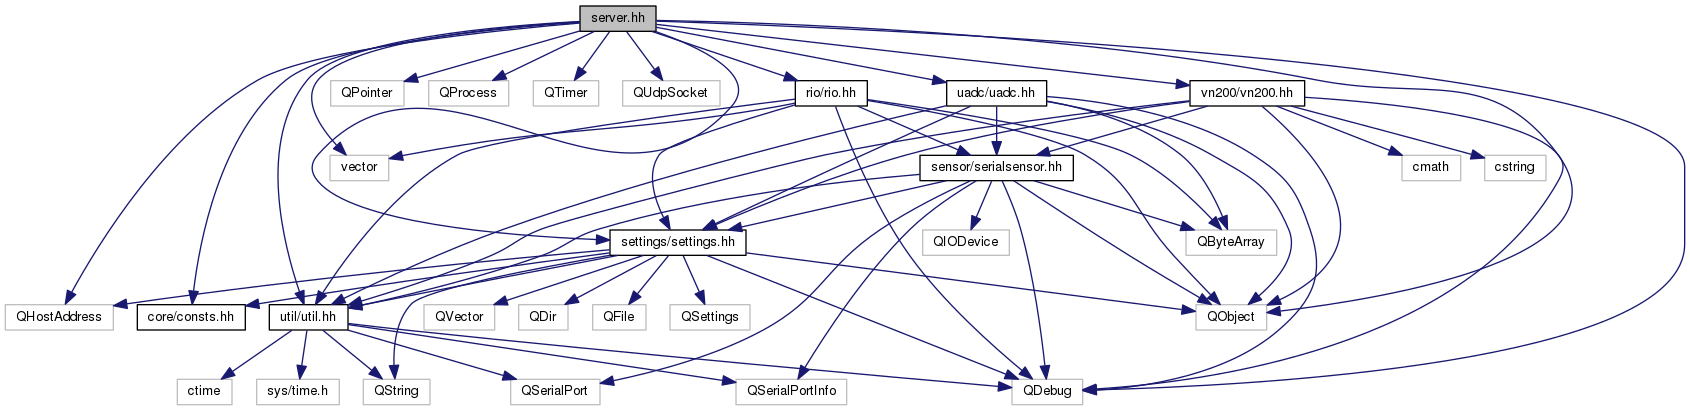 server.hh
QPointer
QProcess
QTimer
QUdpSocket
rio/rio.hh
uadc/uadc.hh
vn200/vn200.hh
vector
sensor/serialsensor.hh
cmath
cstring
settings/settings.hh
QIODevice
QByteArray
QHostAddress
core/consts.hh
util/util.hh
QVector
QDir
QFile
QSettings
QObject
ctime
sys/time.h
QString
QSerialPort
QSerialPortInfo
QDebug